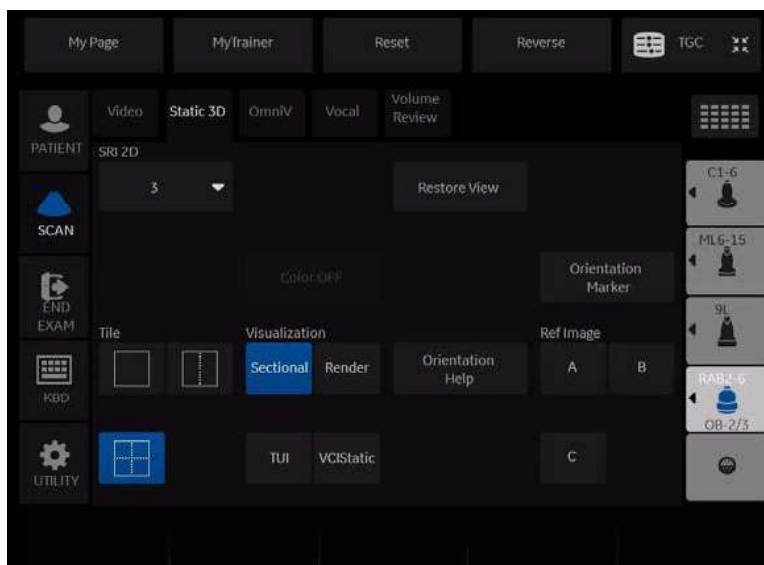 My Page
MyTrainer
Reset
Reverse
TGC
PATIENT
Video
Static 3D
OmniV
Vocal
Volume
Review
SRI 2D
3
Restore View
C1-6
SCAN
ML6-15
Color OFF
Orientation
Marker
END
EXAM
9L
Tile
Visualization
Ref Image
Sectional
Render
Orientation
Help
A
B
KBD
RAB2-6
OB-2/3
UTILITY
TUI
VCIStatic
C